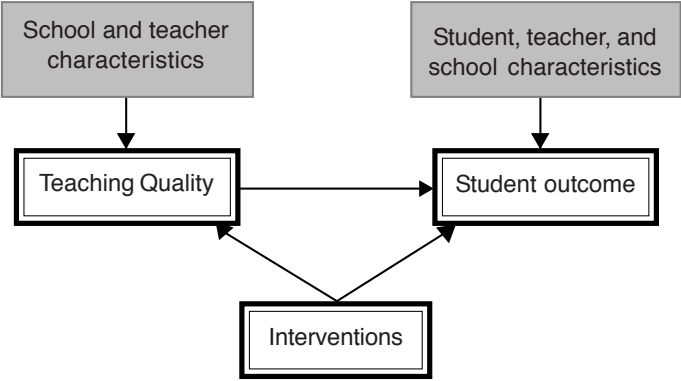 School and teacher
characteristics
Student, teacher, and
school characteristics
Teaching Quality
Student outcome
Interventions